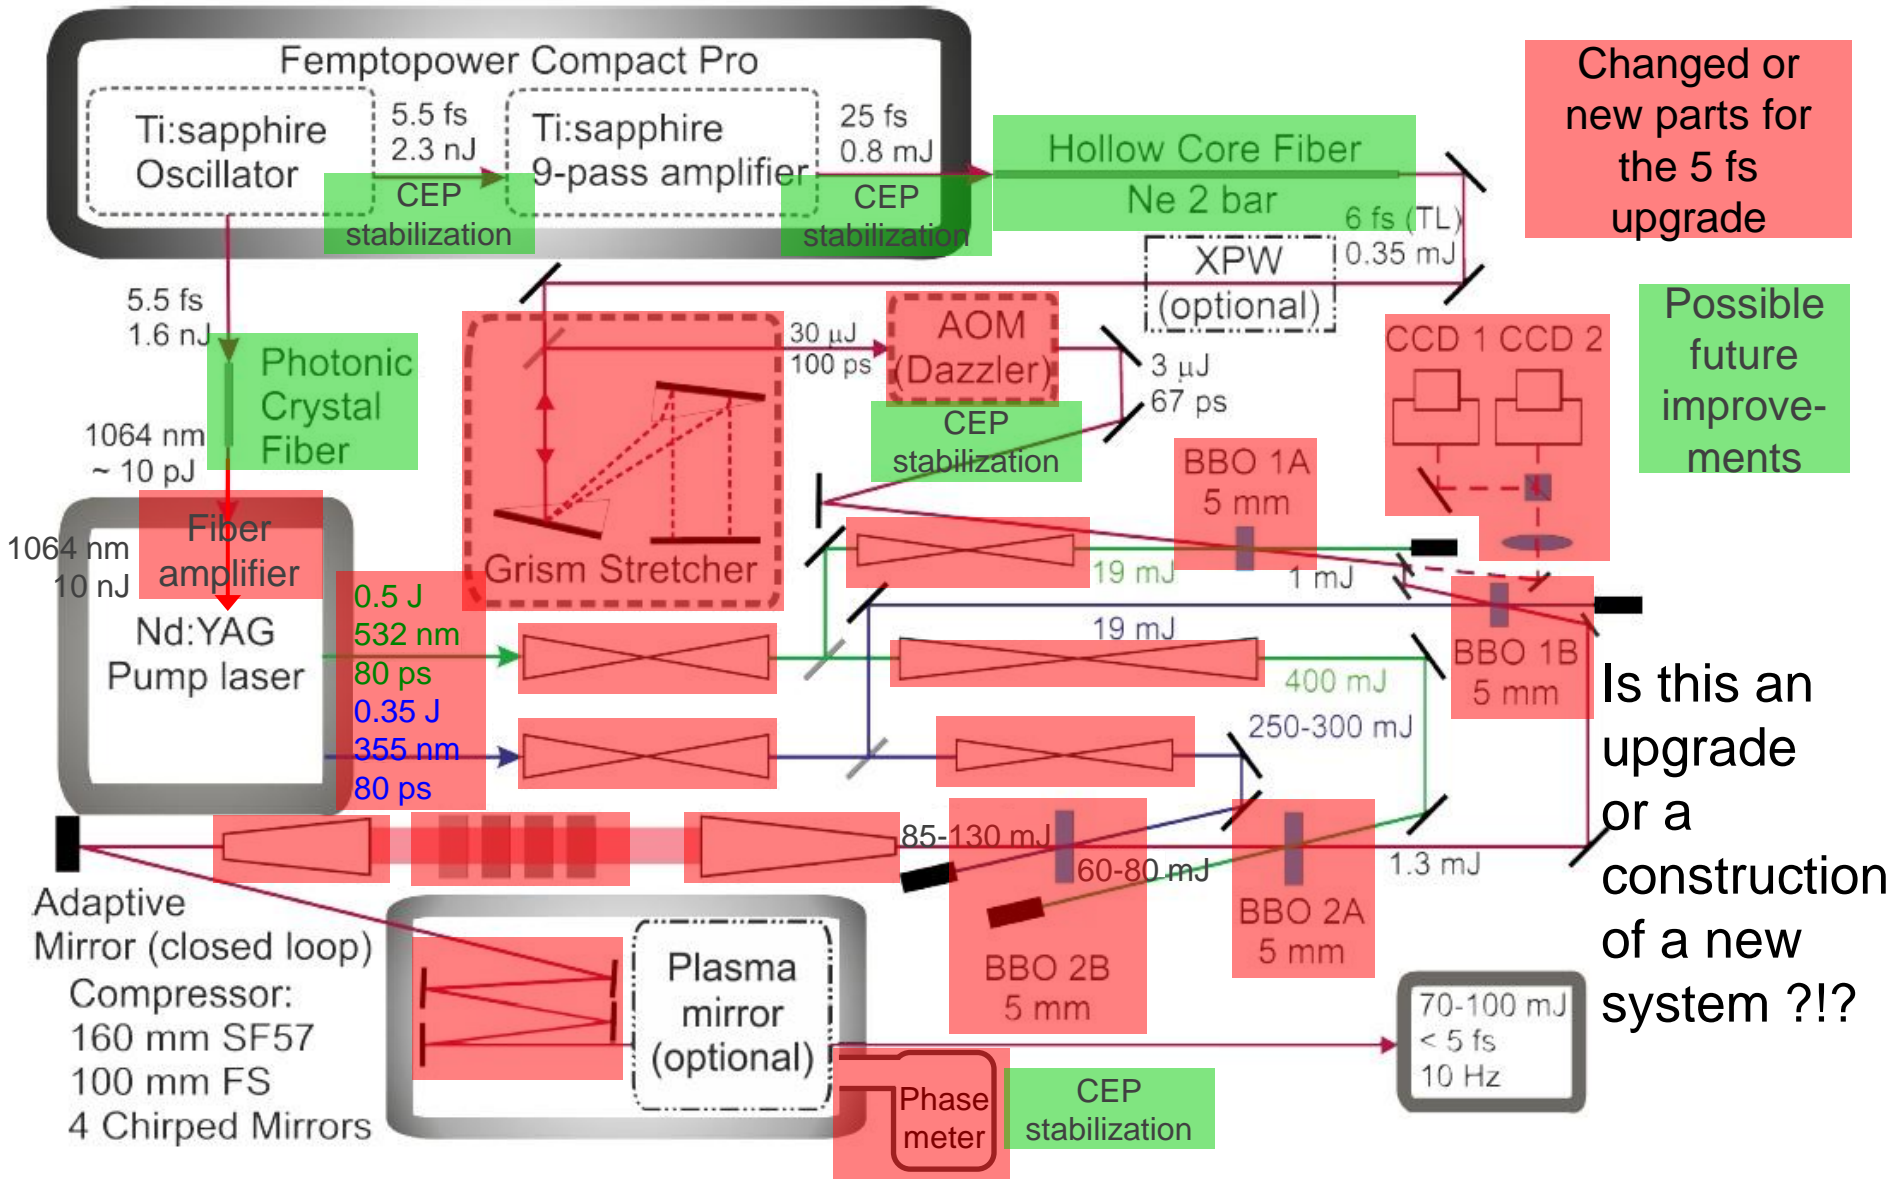 Femptopower Compact Pro
Ti:sapphire
Oscillator
5.5 fs
2.3 nJ
CEP
stabilization
Ti:sapphire
9-pass amplifier
25 fs
0.8 mJ
CEP
stabilization
Hollow Core Fiber
Ne 2 bar
6 fs (TL)
0.35 mJ
XPW
(optional)
Changed or
new parts for
the 5 fs
upgrade
Possible
future
improve-
ments
5.5 fs
1.6 nJ
Photonic
Crystal
Fiber
1064 nm
~ 10 pJ
Fiber
amplifier
1064 nm
10 nJ
Nd:YAG
Pump laser
0.5 J
532 nm
80 ps
0.35 J
355 nm
80 ps
Grism Stretcher
30 μJ
100 ps
AOM
(Dazzler)
3 μJ
67 ps
CEP
stabilization
BBO 1A
5 mm
CCD 1 CCD 2
19 mJ
1 mJ
19 mJ
BBO 1B
5 mm
400 mJ
250-300 mJ
85-130 mJ
60-80 mJ
1.3 mJ
BBO 2A
5 mm
BBO 2B
5 mm
Adaptive
Mirror (closed loop)
Compressor:
160 mm SF57
100 mm FS
4 Chirped Mirrors
Plasma
mirror
(optional)
Phase
meter
CEP
stabilization
70-100 mJ
< 5 fs
10 Hz
Is this an
upgrade
or a
construction
of a new
system ?!?